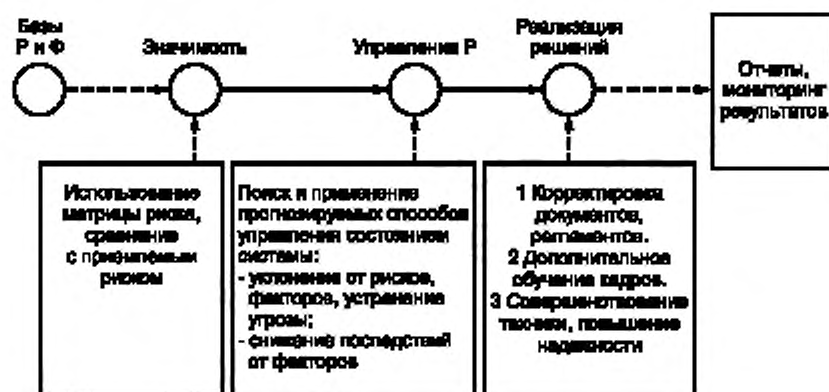 Базы
Р и Ф
Значимость
Управления Р
Реализация
решений
Отчеты,
мониторинг
результатов
Использование
матрицы риска,
сравнение
с приемлемым
риском
Поиск и применение
прогнозируемых способов
управления состоянием
системы:
- уклонение от рисков,
факторов, устранение
угрозы;
- снижение последствий
от факторов
1 Корректировка
документов,
регламентов.
2 Дополнительное
обучение кадров.
3 Совершенствование
техники, повышение
надежности